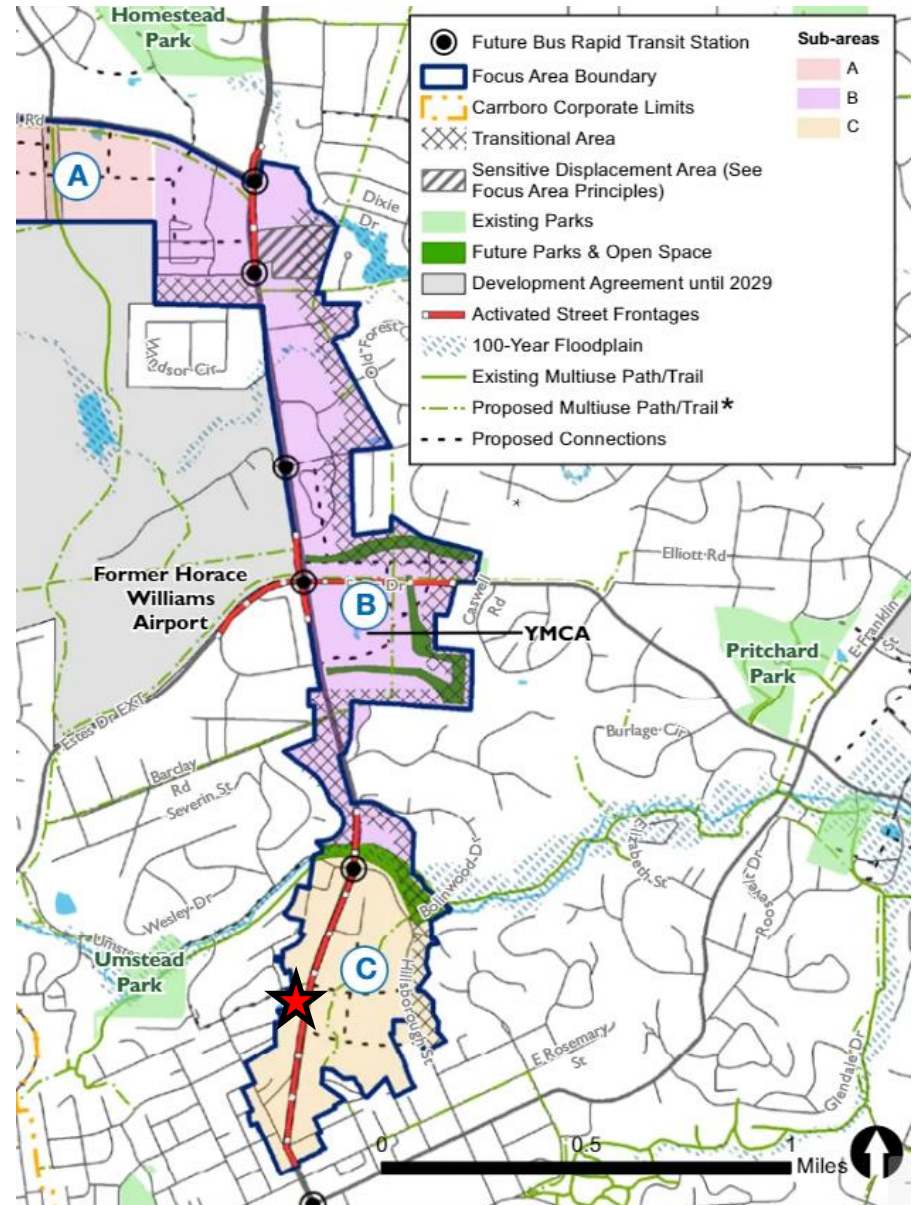 Homestead
Park
Future Bus Rapid Transit Station
Focus Area Boundary
Carrboro Corporate Limits
Transitional Area
Sensitive Displacement Area (See
Focus Area Principles)
Existing Parks
Future Parks & Open Space
Development Agreement until 2029
Activated Street Frontages
100-Year Floodplain
Existing Multiuse Path/Trail
Proposed Multiuse Path/Trail*
Proposed Connections
Sub-areas
A
B
C
Rd
A
Dixie
Dr
Windsor Cir
Old Forest
Former Horace
Williams
Airport
Dr
B
Caswell
Rd
Elliott Rd
YMCA
E Franklin
St
Pritchard
Park
Estes Dr EXT
Barclay
Rd
Severin St
Burlage Cir
Elizabeth St
Roosevelt Dr
Bolinwood Dr
Wesley Dr
Umstead
Umstead
Park
C
Hillsborough St
E Rosemary
St
Glendale Dr
0
0.5
1
Miles